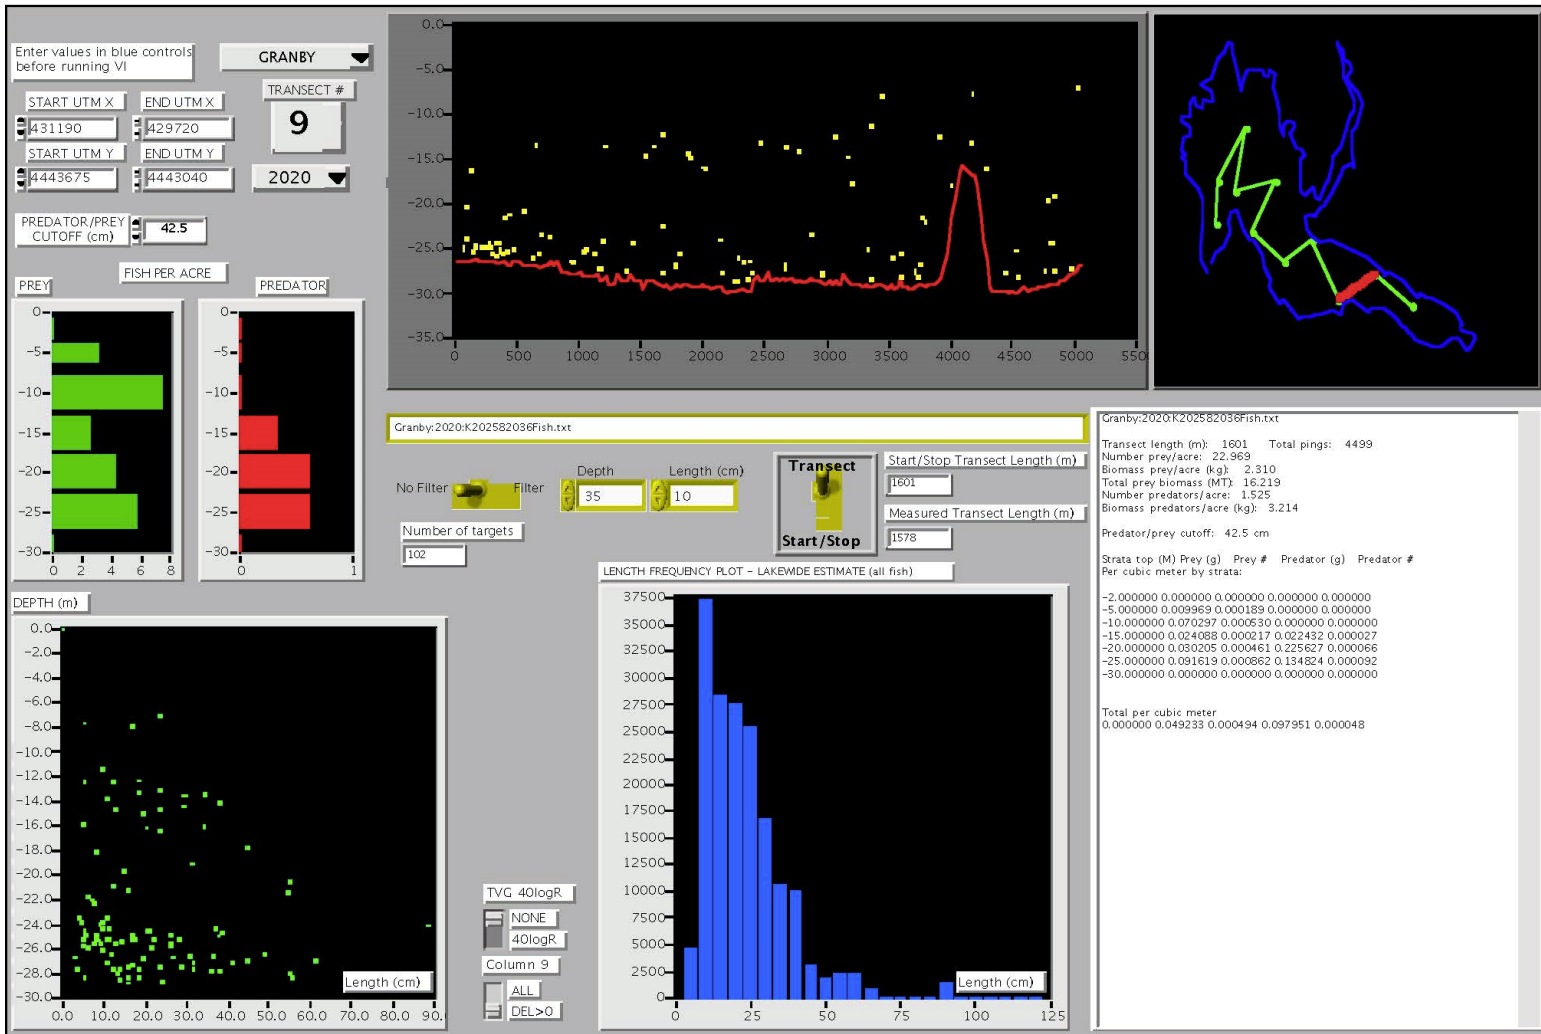 Enter values in blue controls
before running VI
GRANBY
TRANSECT #
9
START UTM X
END UTM X
431190
429720
START UTM Y
END UTM Y
4443675
4443040
2020
PREDATOR/PREY
CUTOFF (cm)
42.5
FISH PER ACRE
PREY
PREDATOR
0
-5
-10
-15
-20
-25
-30
0 2 4 6 8
0
-5
-10
-15
-20
-25
-30
0 1
0.0
-5.0
-10.0
-15.0
-20.0
-25.0
-30.0
-35.0
0 500 1000 1500 2000 2500 3000 3500 4000 4500 5000 5500
Granby:2020:K202582036Fish.txt
No Filter
Filter
Depth
35
Length (cm)
10
Number of targets
102
Transect
Start/Stop
Start/Stop Transect Length (m)
1601
Measured Transect Length (m)
1578
Granby:2020:K202582036Fish.txt
Transect length (m): 1601 Total pings: 4499
Number prey/acre: 22.969
Biomass prey/acre (kg): 2.310
Total prey biomass (MT): 16.219
Number predators/acre: 1.525
Biomass predators/acre (kg): 3.214
Predator/prey cutoff: 42.5 cm
Strata top (M) Prey (g) Prey # Predator (g) Predator #
Per cubic meter by strata:
-2.000000 0.000000 0.000000 0.000000 0.000000
-5.000000 0.009969 0.000189 0.000000 0.000000
-10.000000 0.070297 0.000530 0.000000 0.000000
-15.000000 0.024088 0.000217 0.022432 0.000027
-20.000000 0.030205 0.000461 0.225627 0.000066
-25.000000 0.091619 0.000862 0.134824 0.000092
-30.000000 0.000000 0.000000 0.000000 0.000000
Total per cubic meter
0.000000 0.049233 0.000494 0.097951 0.000048
DEPTH (m)
0.0
-2.0
-4.0
-6.0
-8.0
-10.0
-12.0
-14.0
-16.0
-18.0
-20.0
-22.0
-24.0
-26.0
-28.0
-30.0
Length (cm)
0.0 10.0 20.0 30.0 40.0 50.0 60.0 70.0 80.0 90.
TVG 40logR
NONE
40logR
Column 9
ALL
DEL>0
LENGTH FREQUENCY PLOT - LAKEWIDE ESTIMATE (all fish)
37500
35000
32500
30000
27500
25000
22500
20000
17500
15000
12500
10000
7500
5000
2500
0
Length (cm)
0 25 50 75 100 125